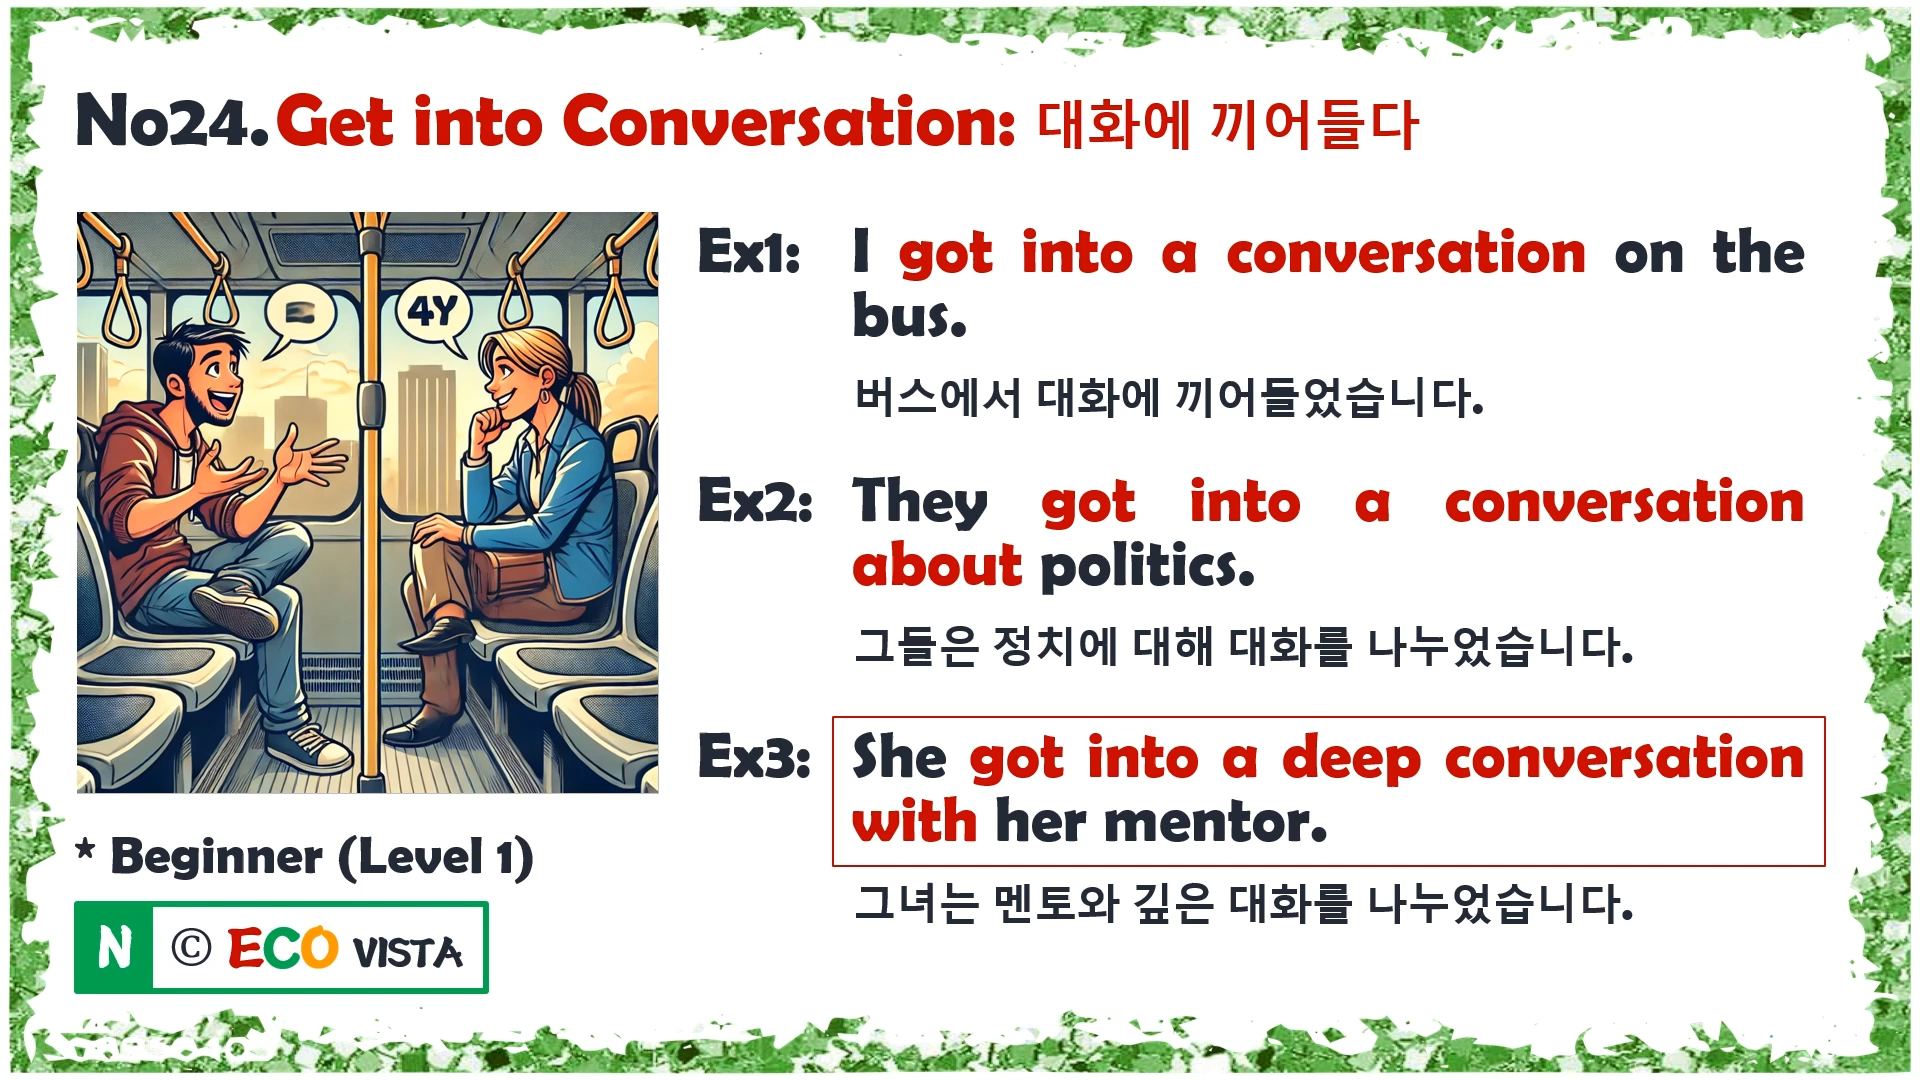 No24. Get into Conversation: 대화에 끼어들다
4Y
Ex1: I got into a conversation on the
bus.
버스에서 대화에 끼어들었습니다.
Ex2: They got into a conversation
about politics.
그들은 정치에 대해 대화를 나누었습니다.
Ex3: She got into a deep conversation
with her mentor.
그녀는 멘토와 깊은 대화를 나누었습니다.
* Beginner (Level 1)
N © ECO VISTA